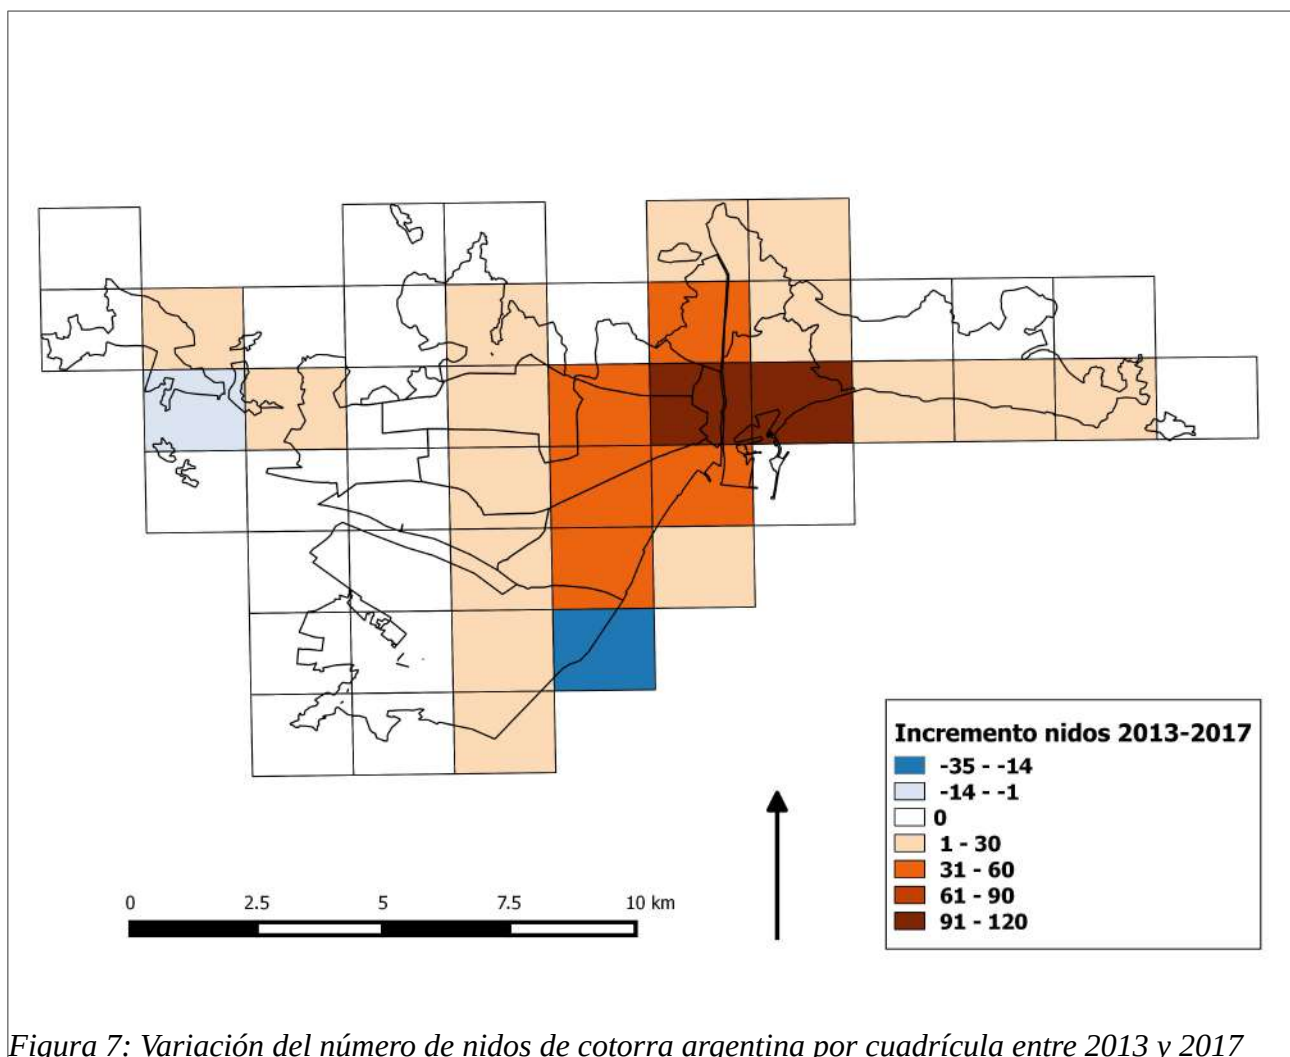 Incremento nidos 2013-2017
-35 - -14
-14 - -1
0
1 - 30
31 - 60
61 - 90
91 - 120
0 2.5 5 7.5 10 km
Figura 7: Variación del número de nidos de cotorra argentina por cuadrícula entre 2013 y 2017